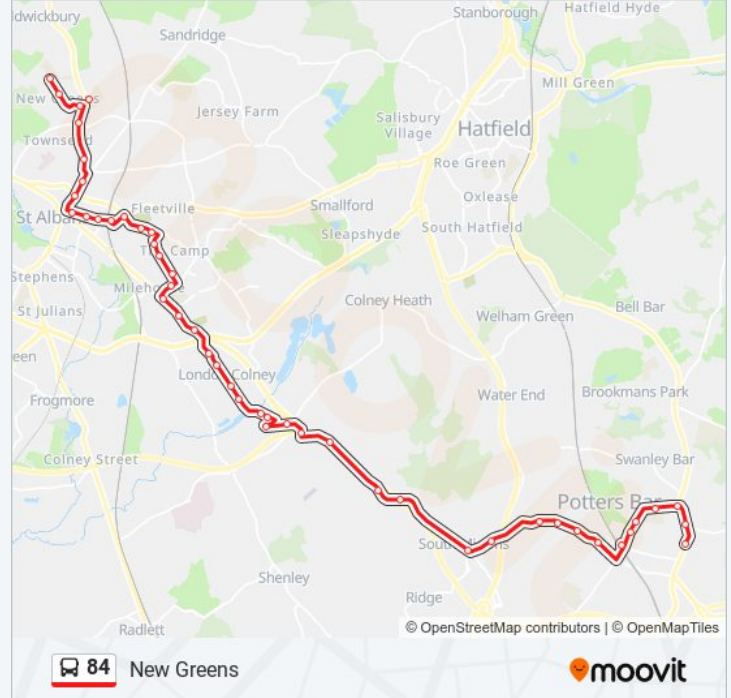 dwickbury
Sandridge
Stanborough
Hatfield Hyde
Mill Green
New Greens
Jersey Farm
Salisbury
Village
Hatfield
Townsend
Roe Green
Fleetville
Smallford
Oxlease
St Alban
Sleapshyde
South Hatfield
The Camp
Stephens
Mileho
Colney Heath
Bell Bar
St Julians
Welham Green
een
London Colney
Water End
Brookmans Park
Frogmore
Colney Street
Swanley Bar
Potters Bar
Shenley
Ridge
Radlett
© OpenStreetMap contributors | © OpenMapTiles
84 New Greens
moovit